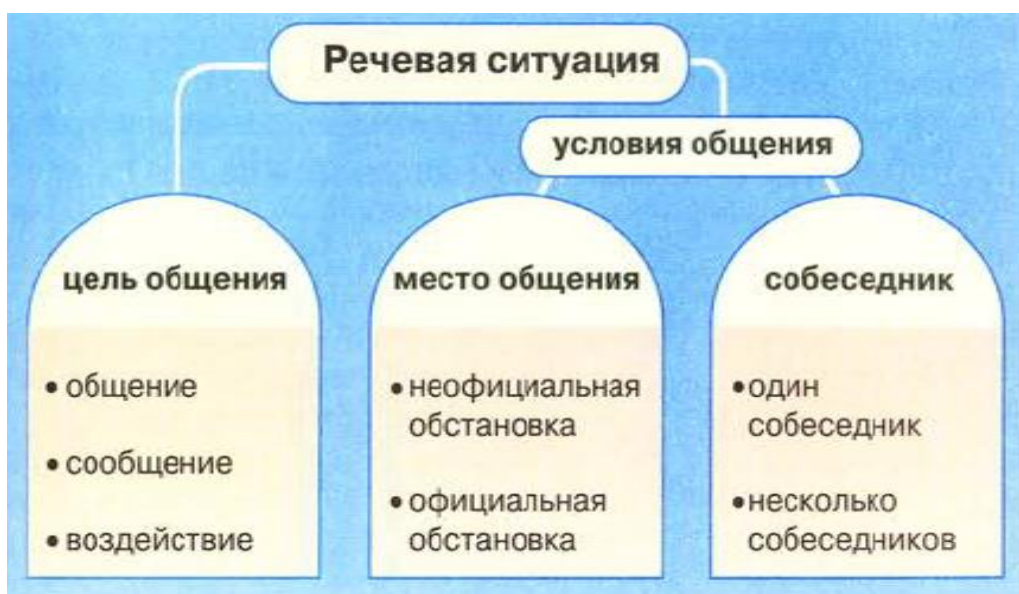 Речевая ситуация
условия общения
цель общения
• общение
• сообщение
• воздействие
место общения
• неофициальная
обстановка
• официальная
обстановка
собеседник
• один
собеседник
• несколько
собеседников